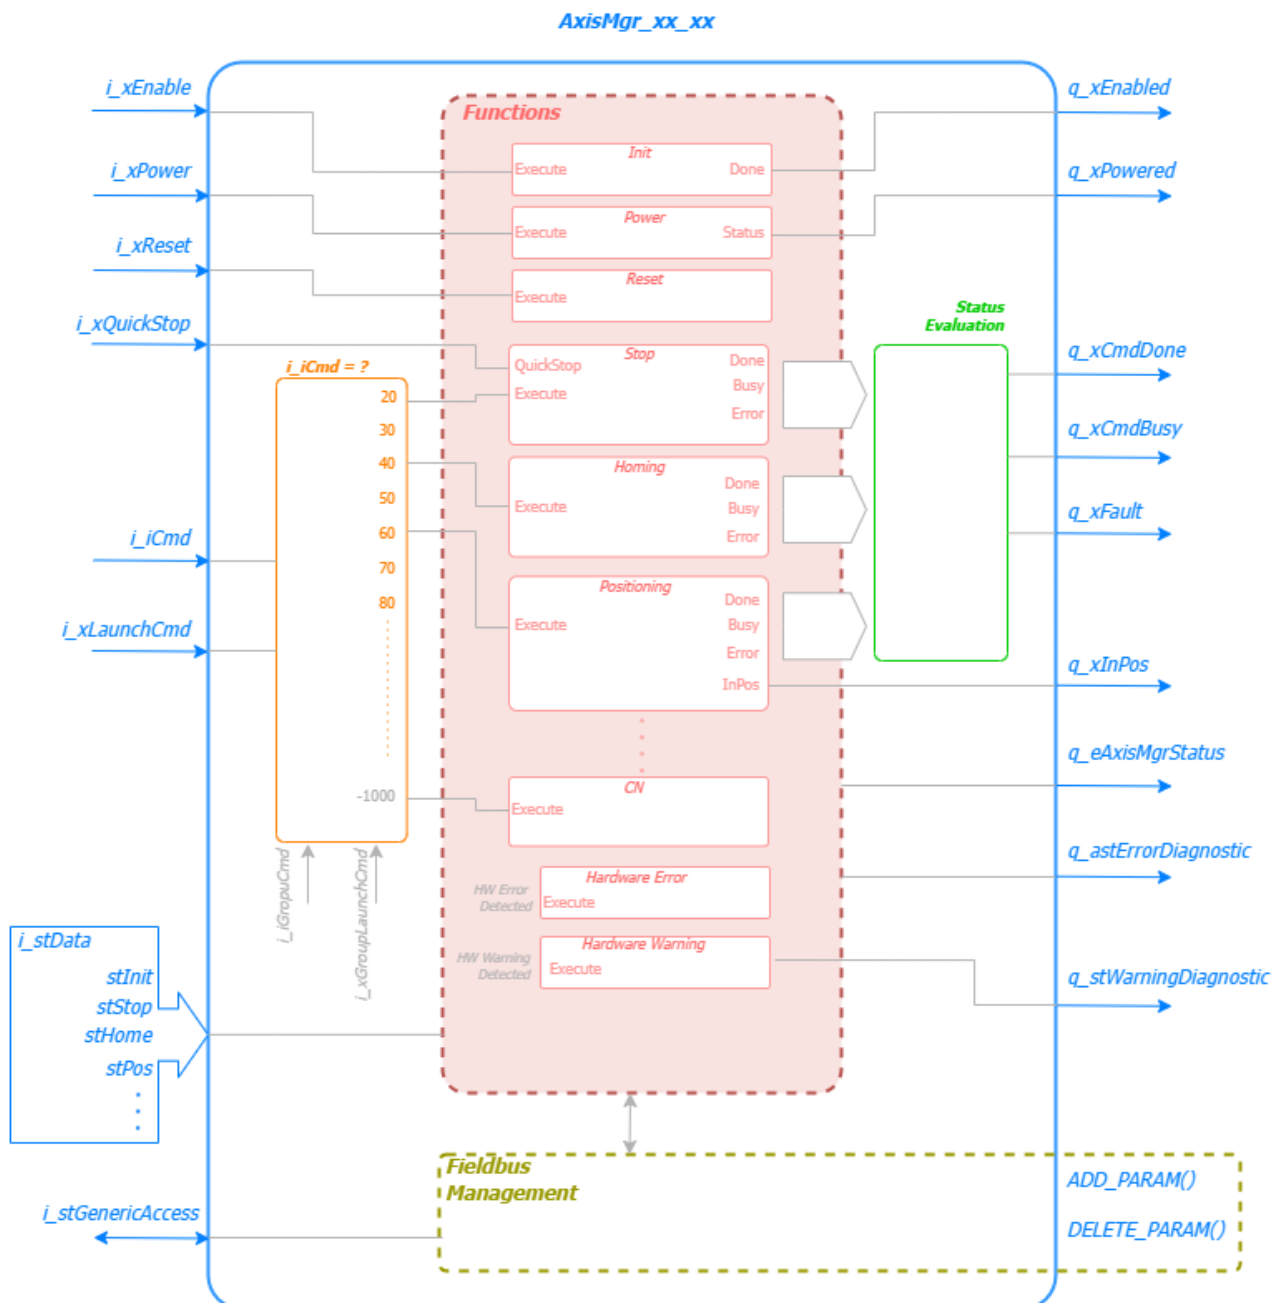 AxisMgr_xx_xx
i_xEnable
i_xPower
i_xReset
i_xQuickStop
i_iCmd
i_xLaunchCmd
i_iCmd = ?
20
30
40
50
60
70
80
-1000
i_iGropuCmd
i_xGroupLaunchCmd
i_stData
stInit
stStop
stHome
stPos
i_stGenericAccess
Functions
Init
Execute Done
Power
Execute Status
Reset
Execute
Stop
QuickStop Done
Execute Busy
Error
Homing
Done
Execute Busy
Error
Positioning
Done
Execute Busy
Error
InPos
CN
Execute
HW Error
Detected
Hardware Error
Execute
HW Warning
Detected
Hardware Warning
Execute
Status
Evaluation
q_xEnabled
q_xPowered
q_xCmdDone
q_xCmdBusy
q_xFault
q_xInPos
q_eAxisMgrStatus
q_astErrorDiagnostic
q_stWarningDiagnostic
Fieldbus
Management
ADD_PARAM()
DELETE_PARAM()